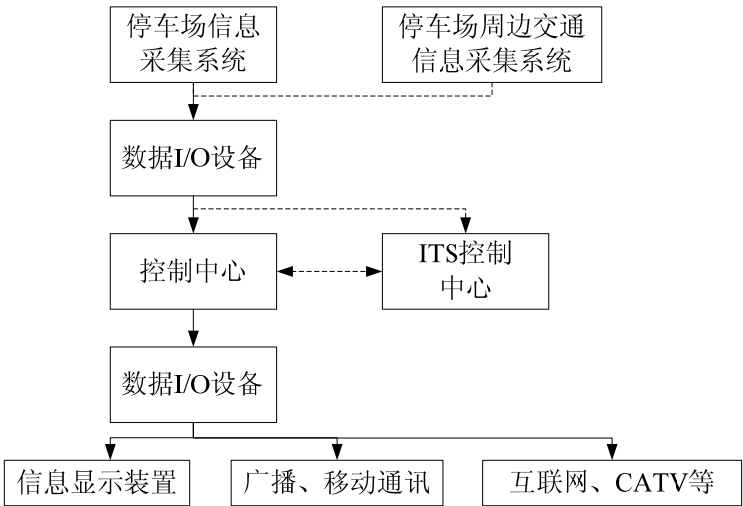 停车场信息
采集系统
停车场周边交通
信息采集系统
数据I/O设备
控制中心
ITS控制
中心
数据I/O设备
信息显示装置
广播、移动通讯
互联网、CATV等